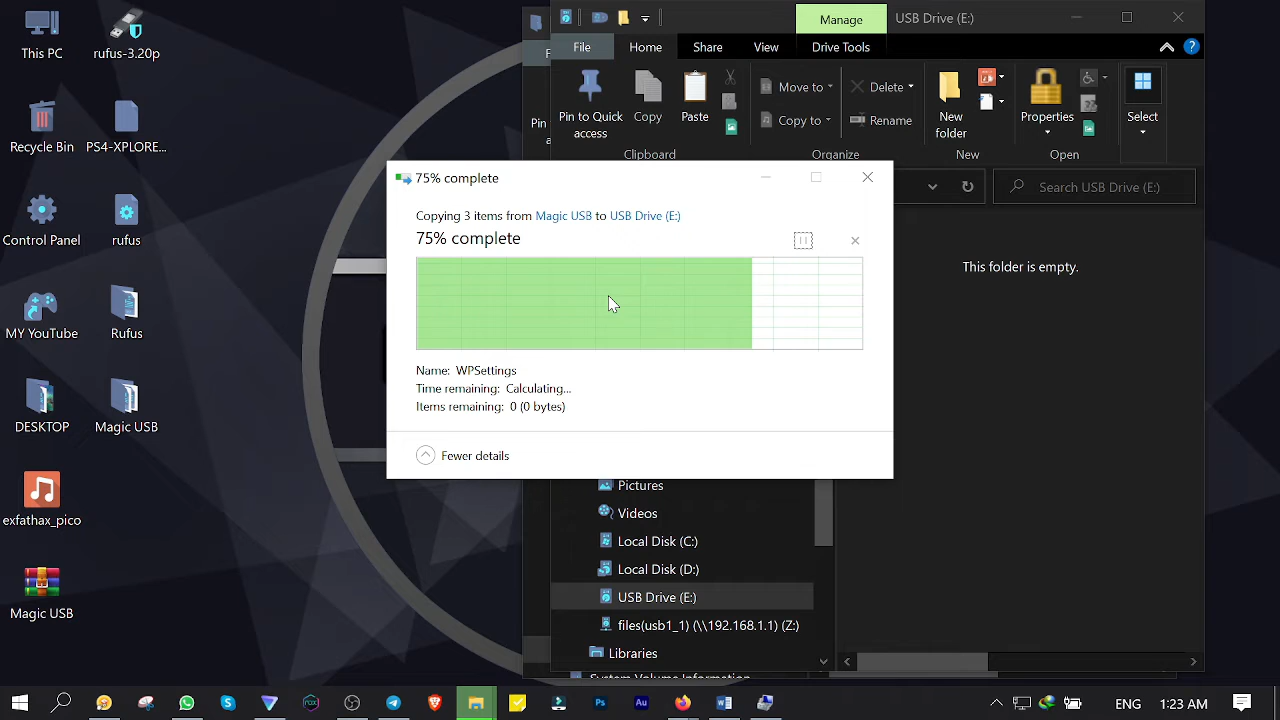 This PC
rufus-3.20p
Recycle Bin
PS4-XPLORE...
Control Panel
rufus
MY YouTube
Rufus
DESKTOP
Magic USB
exfathax_pico
Magic USB
Manage
USB Drive (E:)
File
Home
Share
View
Drive Tools
Pin to Quick access
Copy
Paste
Move to
Copy to
Delete
Rename
New folder
Properties
Select
Clipboard
Organize
New
Open
Search USB Drive (E:)
This folder is empty.
75% complete
Copying 3 items from Magic USB to USB Drive (E:)
75% complete
Name: WPSettings
Time remaining: Calculating...
Items remaining: 0 (0 bytes)
Fewer details
Pictures
Videos
Local Disk (C:)
Local Disk (D:)
USB Drive (E:)
files(usb1_1) (\\192.168.1.1) (Z:)
Libraries
System Volume Information
ENG
1:23 AM